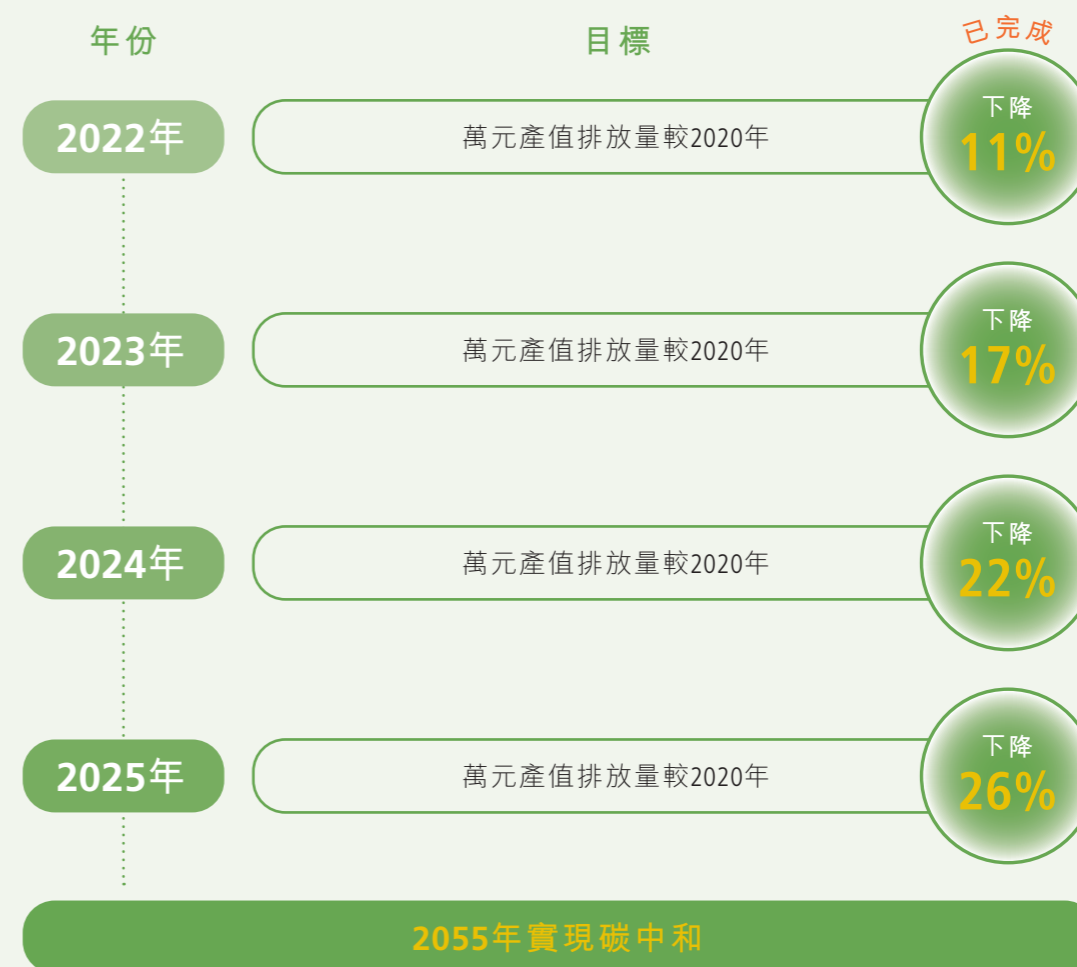 年份
目標
已完成
2022年
萬元產值排放量較2020年
下降
11%
2023年
萬元產值排放量較2020年
下降
17%
2024年
萬元產值排放量較2020年
下降
22%
2025年
萬元產值排放量較2020年
下降
26%
2055年實現碳中和